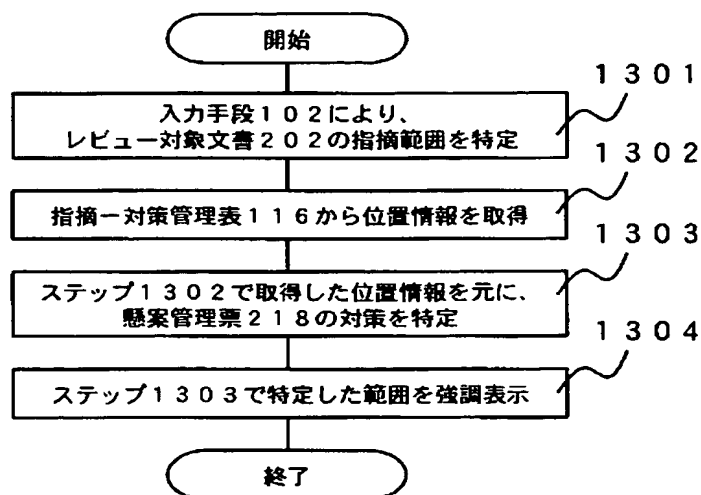 開始
1301
入力手段102により、
レビュー対象文書202の指摘範囲を特定
1302
指摘ー対策管理表116から位置情報を取得
1303
ステップ1302で取得した位置情報を元に、
懸案管理票218の対策を特定
1304
ステップ1303で特定した範囲を強調表示
終了